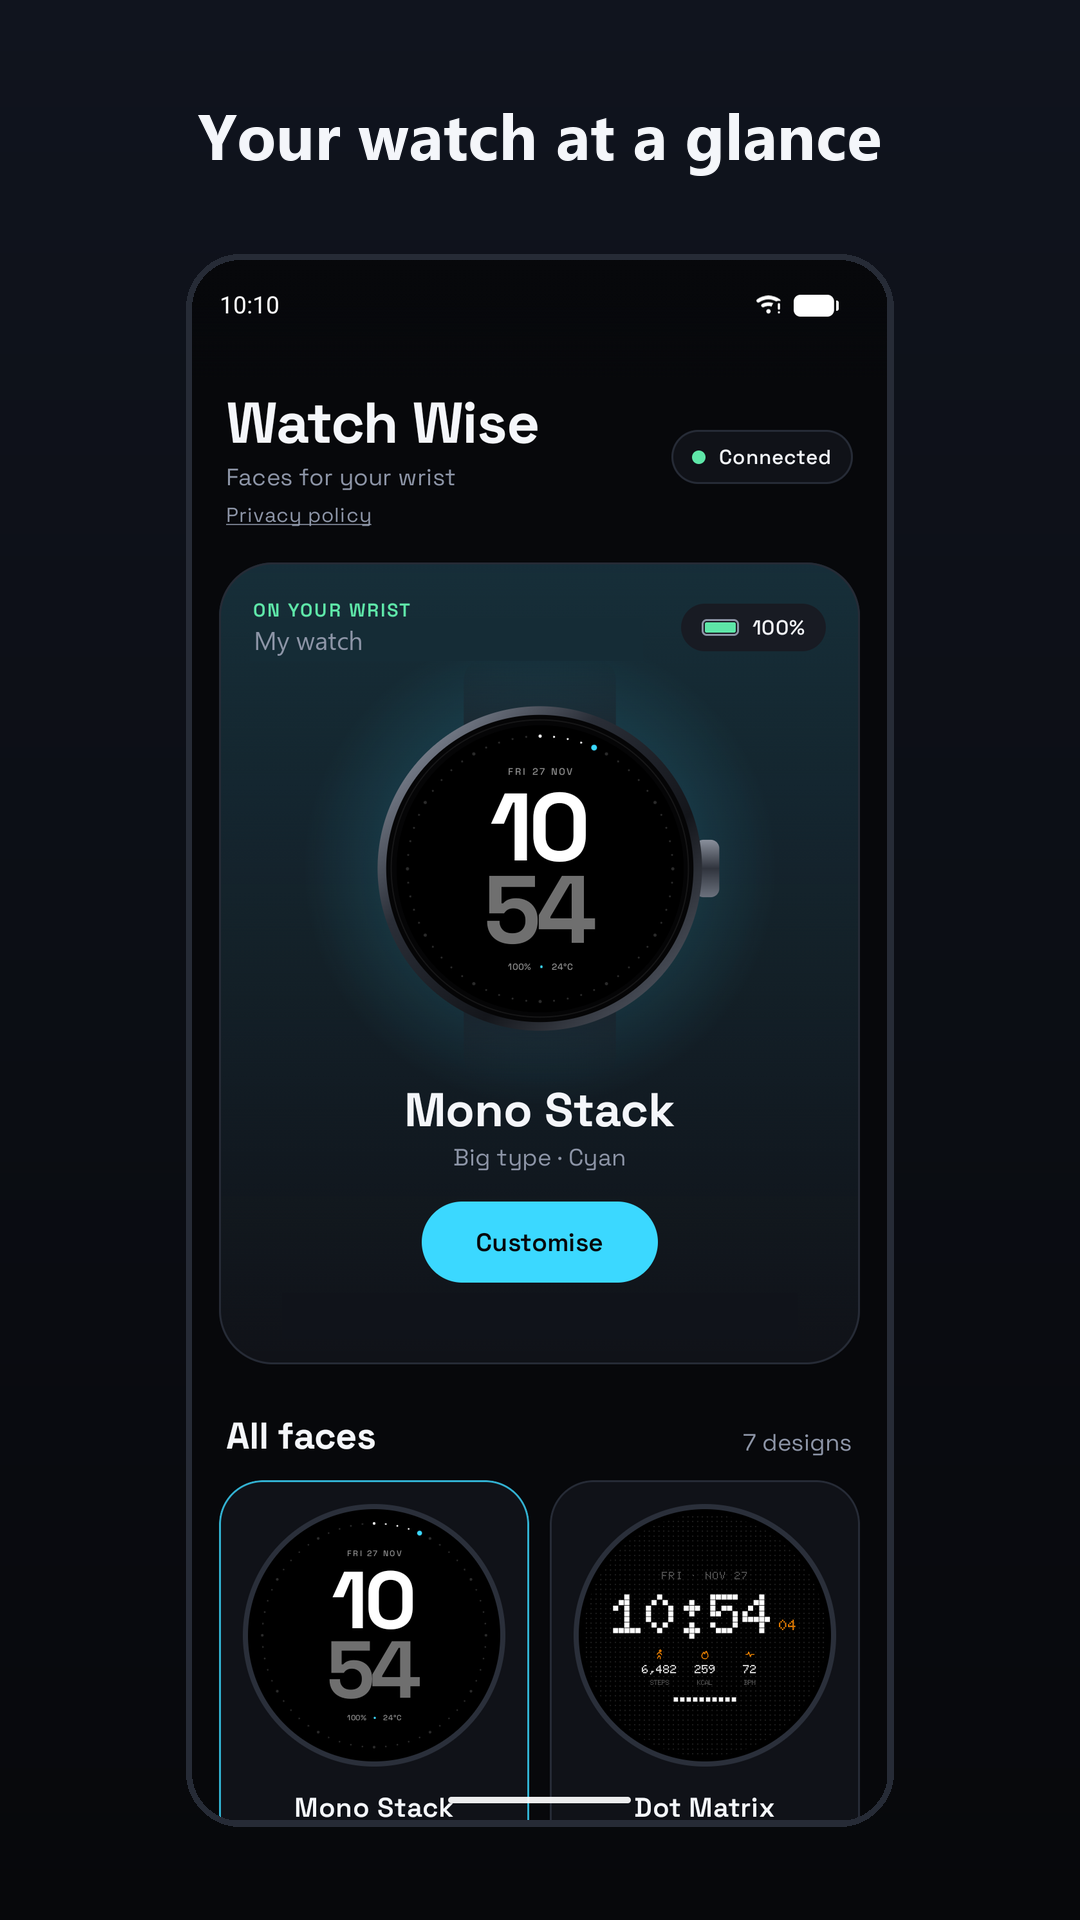 Your watch at a glance
10:10
Watch Wise
Faces for your wrist
Privacy policy
Connected
ON YOUR WRIST
My watch
100%
FRI 27 NOV
10
54
100% • 24°C
Mono Stack
Big type · Cyan
Customise
All faces
7 designs
FRI 27 NOV
10
54
100% • 24°C
Mono Stack
FRI · NOV 27
10:54 04
6,482 259 72
STEPS KCAL BPM
Dot Matrix